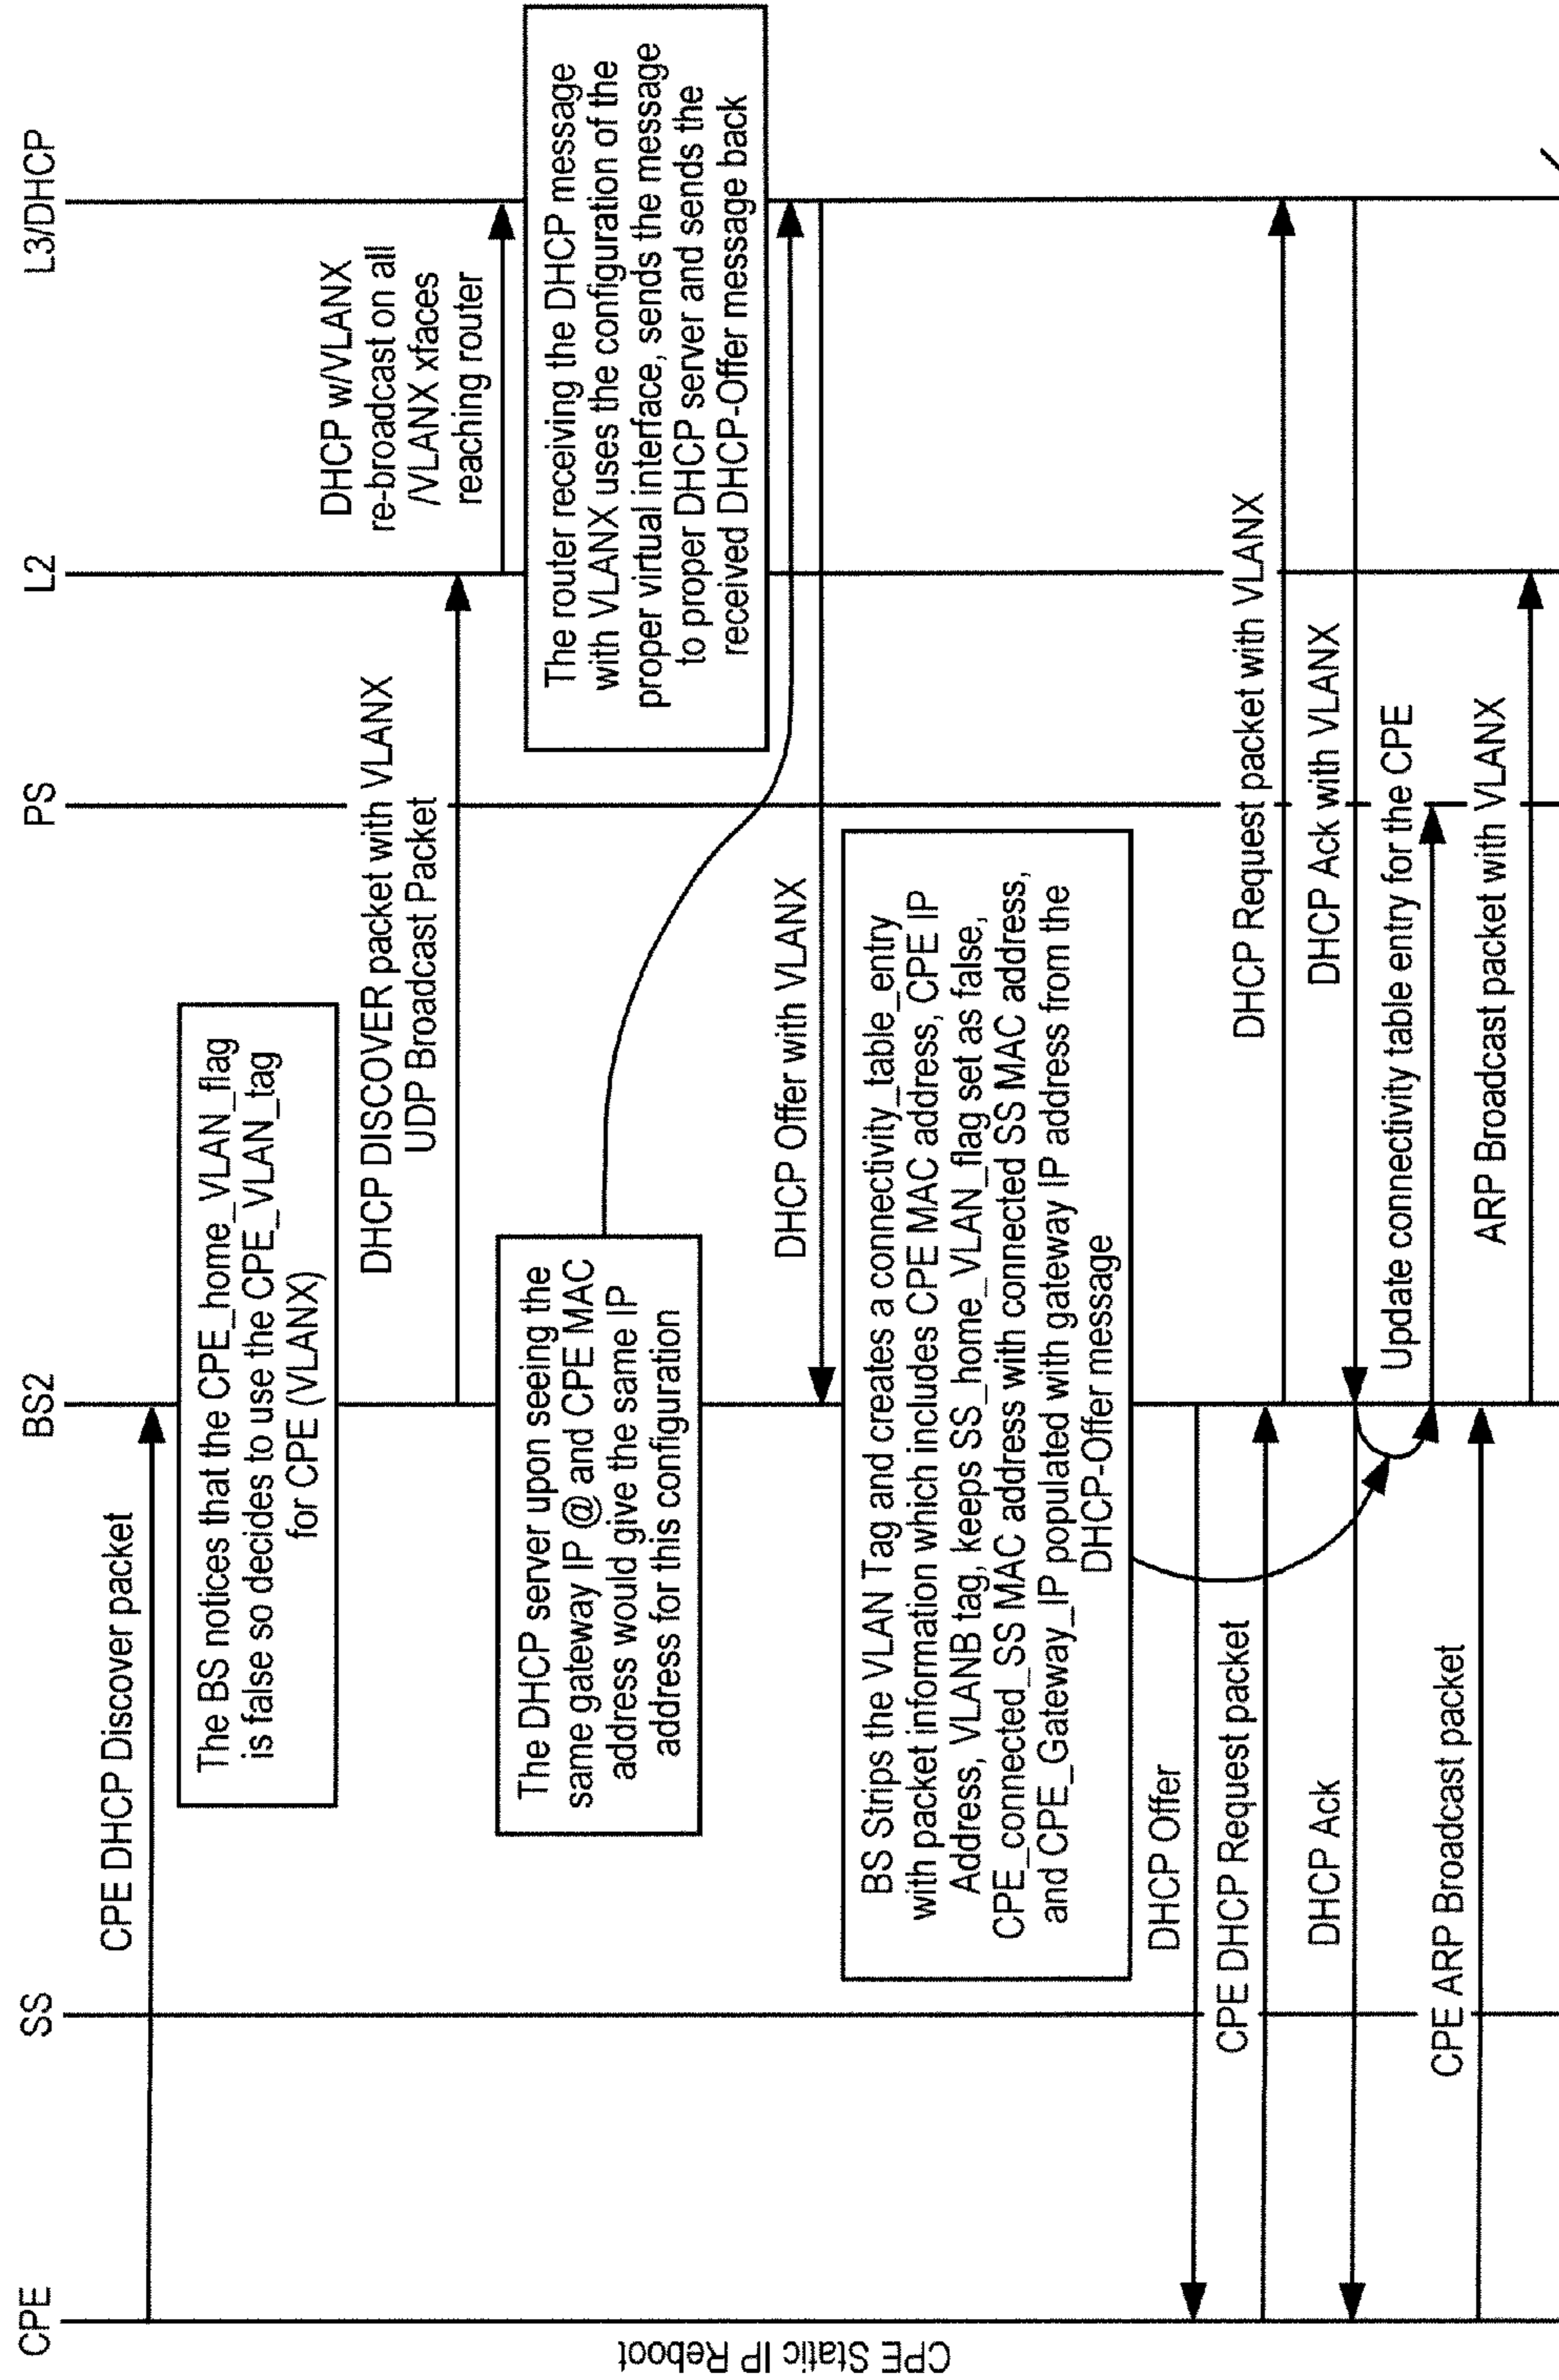 CPE
SS
BS2
PS
L2
L3/DHCP
CPE Static IP Reboot
CPE DHCP Discover packet
The BS notices that the CPE_home_VLAN_flag
is false so decides to use the CPE_VLAN_tag
for CPE (VLANX)
DHCP DISCOVER packet with VLANX
UDP Broadcast Packet
DHCP w/VLANX
re-broadcast on all
/VLANX xfaces
reaching router
The DHCP server upon seeing the
same gateway IP @ and CPE MAC
address would give the same IP
address for this configuration
The router receiving the DHCP message
with VLANX uses the configuration of the
proper virtual interface, sends the message
to proper DHCP server and sends the
received DHCP-Offer message back
DHCP Offer with VLANX
BS Strips the VLAN Tag and creates a connectivity_table_entry
with packet information which includes CPE MAC address, CPE IP
Address, VLANB tag, keeps SS_home_VLAN_flag set as false,
CPE_connected_SS MAC address with connected SS MAC address,
and CPE_Gateway_IP populated with gateway IP address from the
DHCP-Offer message
DHCP Offer
CPE DHCP Request packet
DHCP Request packet with VLANX
DHCP Ack with VLANX
DHCP Ack
Update connectivity table entry for the CPE
CPE ARP Broadcast packet
ARP Broadcast packet with VLANX